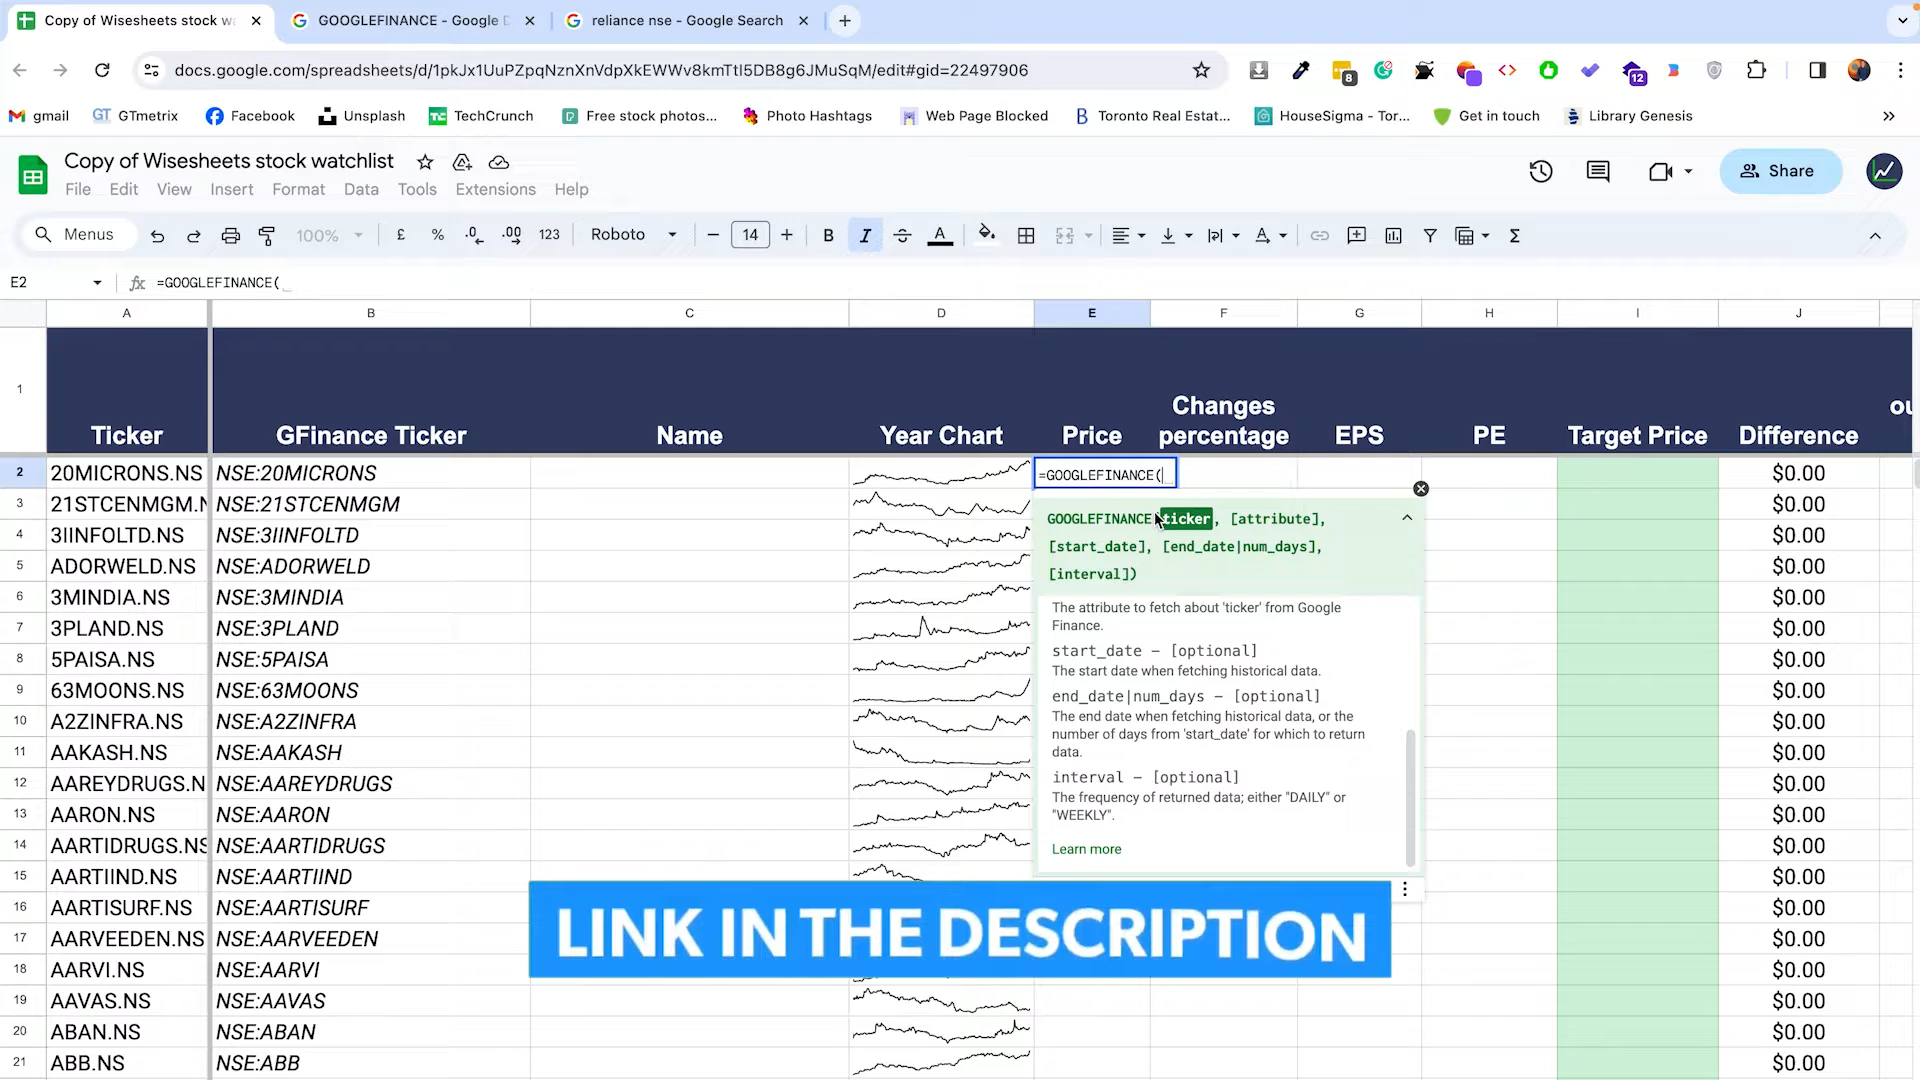 Copy of Wisesheets stock wa
GOOGLEFINANCE - Google D
reliance nse - Google Search
docs.google.com/spreadsheets/d/1pkJx1UuPZpqNznXnVdpXkEWWv8kmTtI5DB8g6JMuSqM/edit#gid=22497906
8
12
gmail
GT GTmetrix
Facebook
Unsplash
TC TechCrunch
Free stock photos...
Photo Hashtags
Web Page Blocked
B Toronto Real Estat...
HouseSigma - Tor...
Get in touch
Library Genesis
Copy of Wisesheets stock watchlist
Share
File Edit View Insert Format Data Tools Extensions Help
Menus 100% £ % .0 .00 123 Roboto 14 B I A Σ
E2 fx =GOOGLEFINANCE(
A B C D E F G H I J
1 Ticker GFinance Ticker Name Year Chart Price Changes percentage EPS PE Target Price Difference ou
2 20MICRONS.NS NSE:20MICRONS =GOOGLEFINANCE( $0.00
3 21STCENMGM.N NSE:21STCENMGM $0.00
4 3IINFOLTD.NS NSE:3IINFOLTD $0.00
5 ADORWELD.NS NSE:ADORWELD $0.00
6 3MINDIA.NS NSE:3MINDIA $0.00
7 3PLAND.NS NSE:3PLAND $0.00
8 5PAISA.NS NSE:5PAISA $0.00
9 63MOONS.NS NSE:63MOONS $0.00
10 A2ZINFRA.NS NSE:A2ZINFRA $0.00
11 AAKASH.NS NSE:AAKASH $0.00
12 AAREYDRUGS.N NSE:AAREYDRUGS $0.00
13 AARON.NS NSE:AARON $0.00
14 AARTIDRUGS.NS NSE:AARTIDRUGS $0.00
15 AARTIIND.NS NSE:AARTIIND $0.00
16 AARTISURF.NS NSE:AARTISURF $0.00
17 AARVEEDEN.NS NSE:AARVEEDEN $0.00
18 AARVI.NS NSE:AARVI $0.00
19 AAVAS.NS NSE:AAVAS $0.00
20 ABAN.NS NSE:ABAN $0.00
21 ABB.NS NSE:ABB $0.00
GOOGLEFINANCE(ticker, [attribute],
[start_date], [end_date|num_days],
[interval])
The attribute to fetch about 'ticker' from Google
Finance.
start_date – [optional]
The start date when fetching historical data.
end_date|num_days – [optional]
The end date when fetching historical data, or the
number of days from 'start_date' for which to return
data.
interval – [optional]
The frequency of returned data; either "DAILY" or
"WEEKLY".
Learn more
LINK IN THE DESCRIPTION